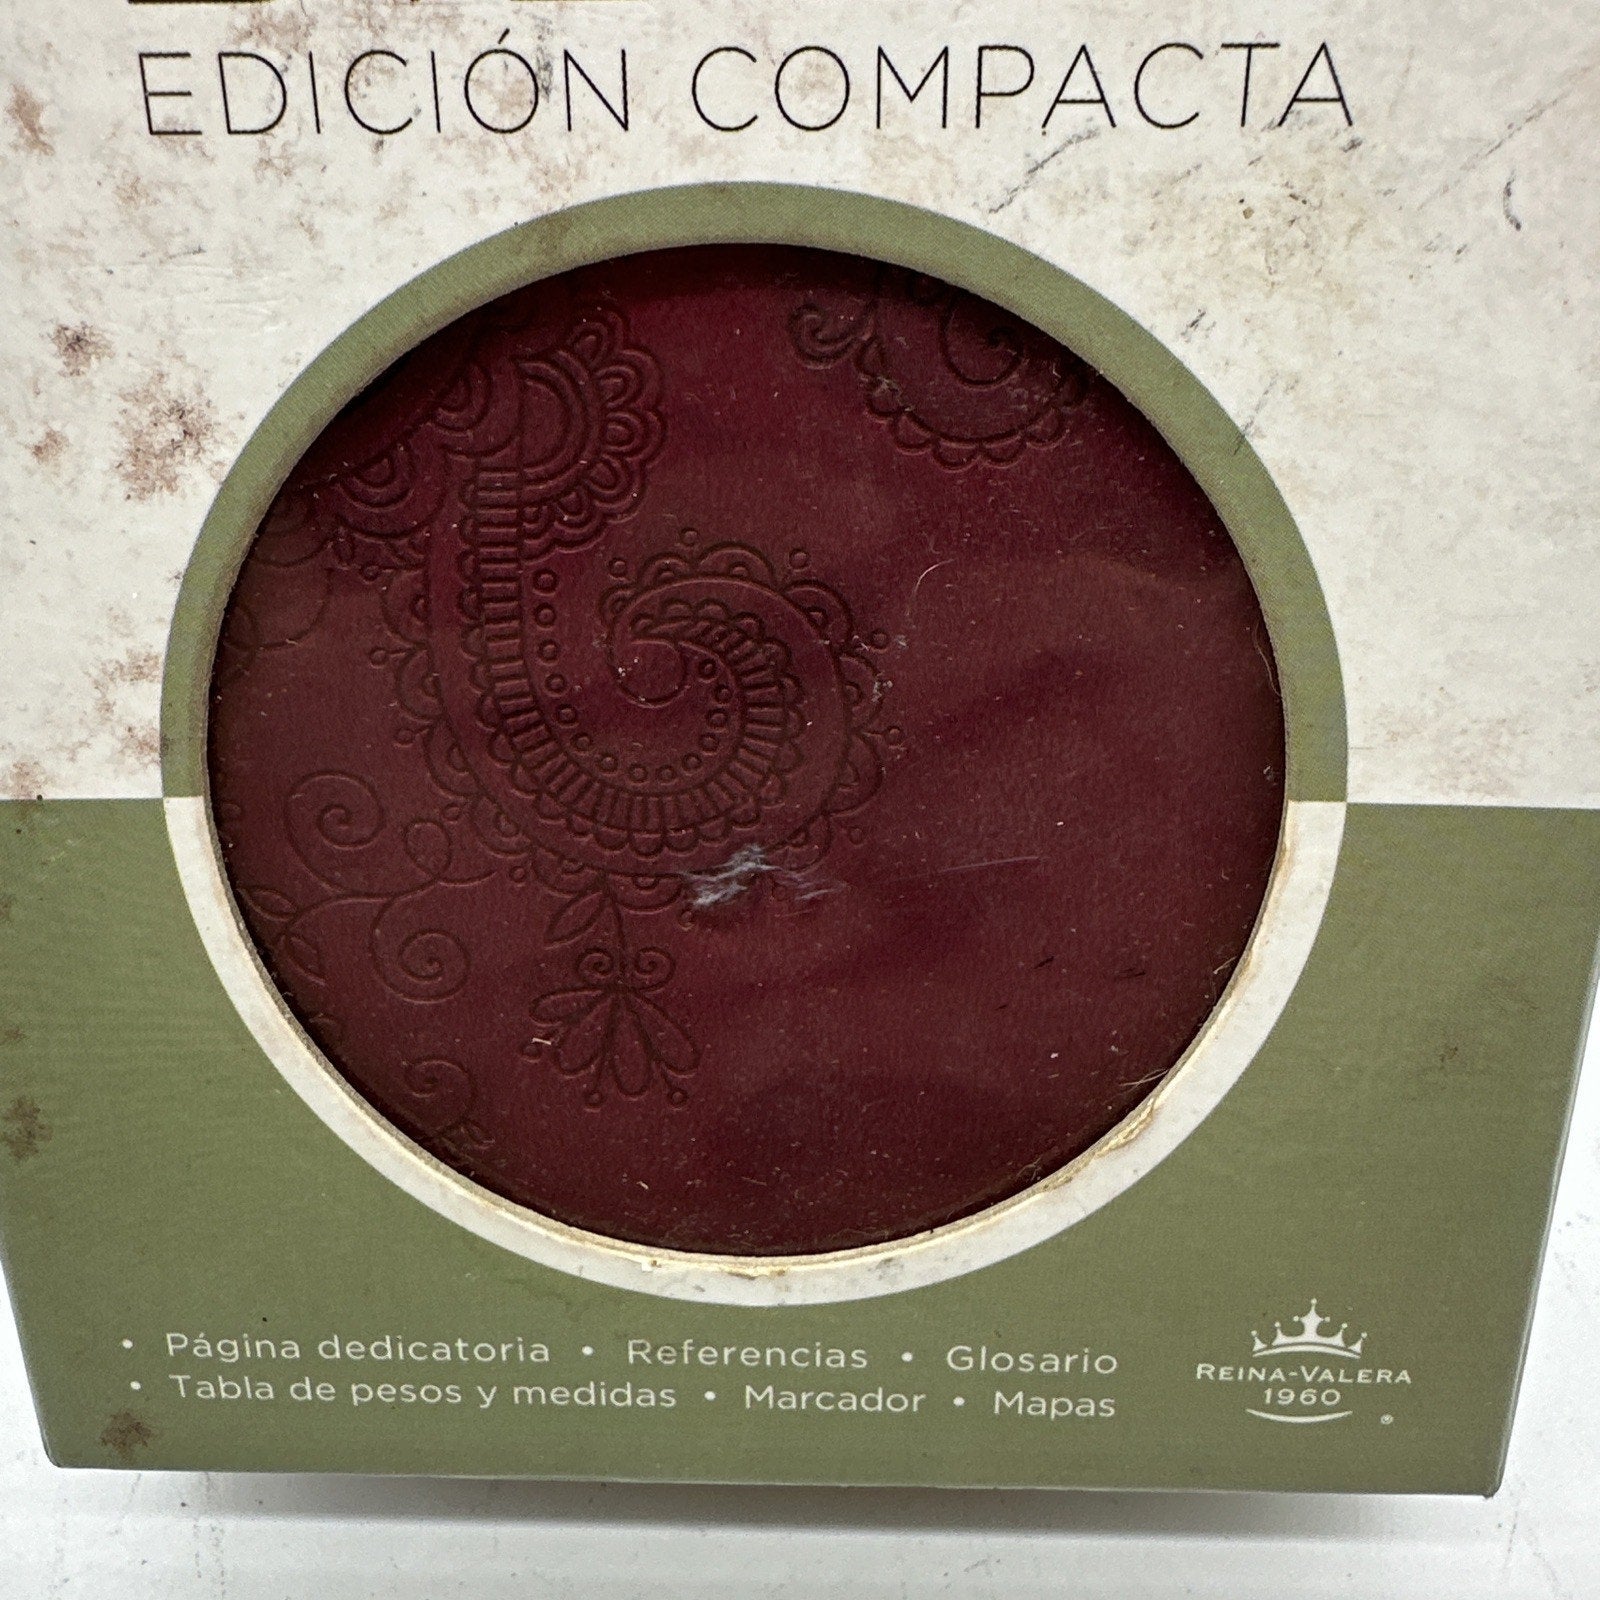 EDICIÓN COMPACTA
• Página dedicatoria • Referencias • Glosario
• Tabla de pesos y medidas • Marcador • Mapas
REINA-VALERA
1960
®